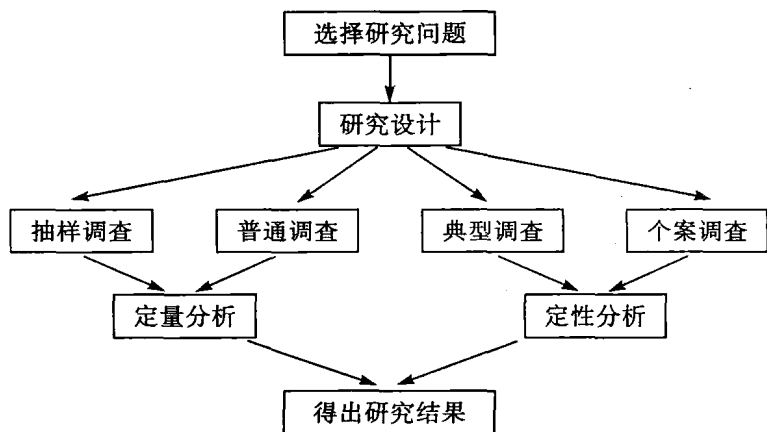 选择研究问题
研究设计
抽样调查
普通调查
典型调查
个案调查
定量分析
定性分析
得出研究结果